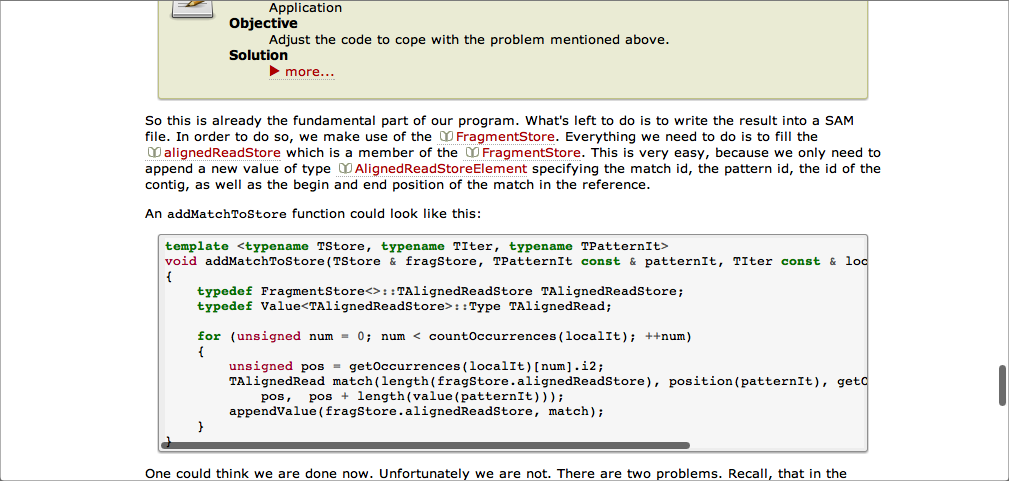 Application
Objective
Adjust the code to cope with the problem mentioned above.
Solution
more...
So this is already the fundamental part of our program. What's left to do is to write the result into a SAM
file. In order to do so, we make use of the FragmentStore. Everything we need to do is to fill the
alignedReadStore which is a member of the FragmentStore. This is very easy, because we only need to
append a new value of type AlignedReadStoreElement specifying the match id, the pattern id, the id of the
contig, as well as the begin and end position of the match in the reference.
An addMatchToStore function could look like this:
template <typename TStore, typename TIter, typename TPatternIt>
void addMatchToStore(TStore & fragStore, TPatternIt const & patternIt, TIter const & loc
{
    typedef FragmentStore<>::TAlignedReadStore TAlignedReadStore;
    typedef Value<TAlignedReadStore>::Type TAlignedRead;
    for (unsigned num = 0; num < countOccurrences(localIt); ++num)
    {
        unsigned pos = getOccurrences(localIt)[num].i2;
        TAlignedRead match(length(fragStore.alignedReadStore), position(patternIt), getO
            pos,  pos + length(value(patternIt)));
        appendValue(fragStore.alignedReadStore, match);
    }
}
One could think we are done now. Unfortunately we are not. There are two problems. Recall, that in the